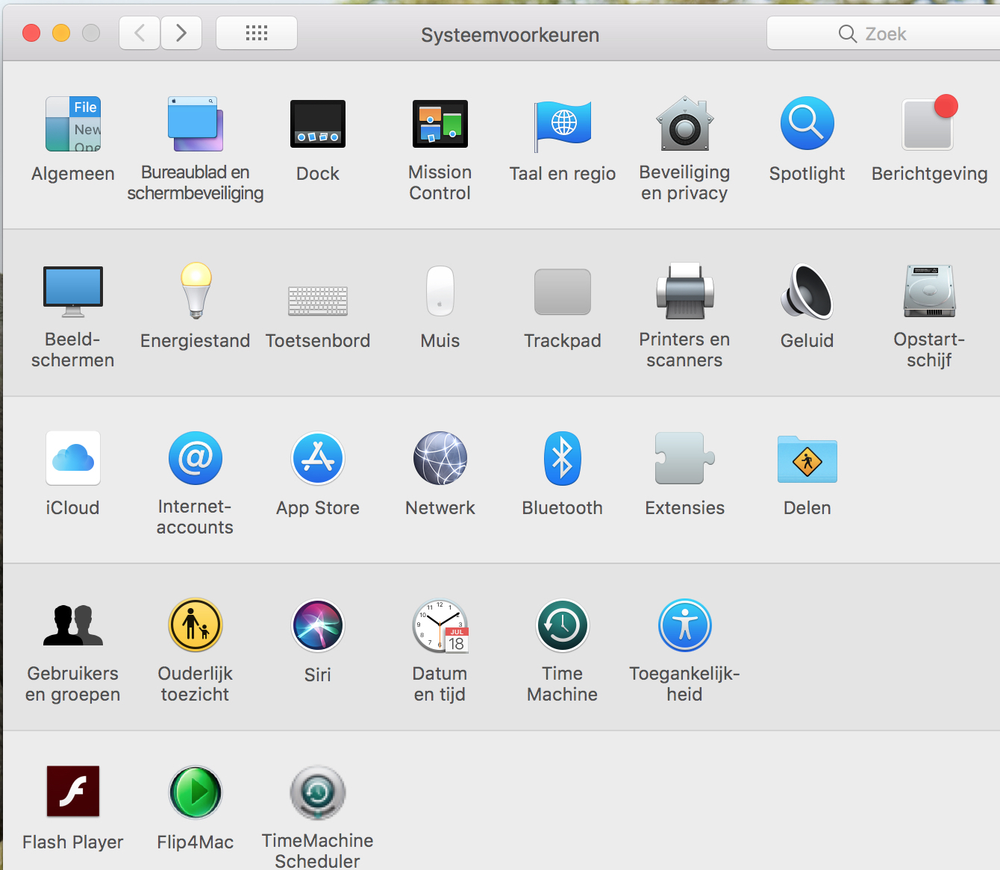 Systeemvoorkeuren
Zoek
File
New
Ope
Algemeen
Bureaublad en
schermbeveiliging
Dock
Mission
Control
Taal en regio
Beveiliging
en privacy
Spotlight
Berichtgeving
Beeld-
schermen
Energiestand
Toetsenbord
Muis
Trackpad
Printers en
scanners
Geluid
Opstart-
schijf
iCloud
@
Internet-
accounts
App Store
Netwerk
Bluetooth
Extensies
Delen
Gebruikers
en groepen
Ouderlijk
toezicht
Siri
JUL
18
Datum
en tijd
Time
Machine
Toegankelijk-
heid
Flash Player
Flip4Mac
TimeMachine
Scheduler